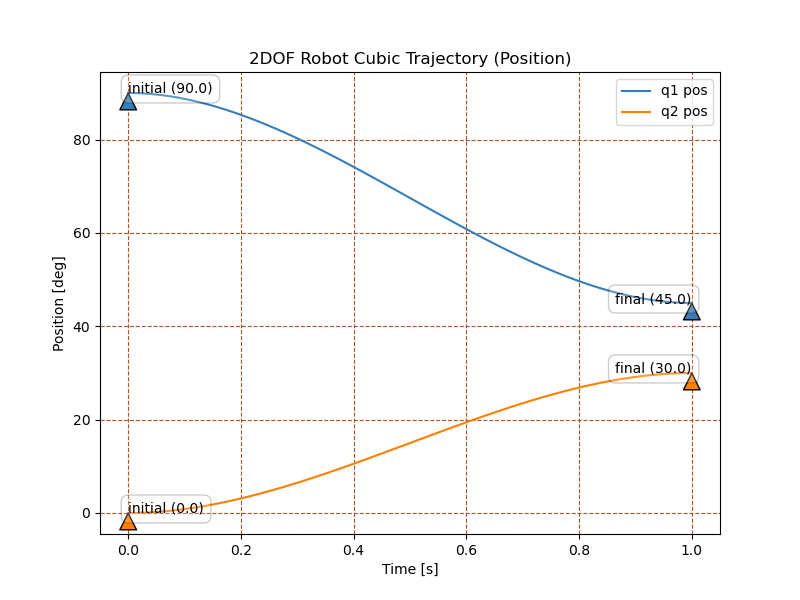 2DOF Robot Cubic Trajectory (Position)
initial (90.0)
q1 pos
q2 pos
80
60
40
20
0
Position [deg]
final (45.0)
final (30.0)
initial (0.0)
0.0
0.2
0.4
0.6
0.8
1.0
Time [s]